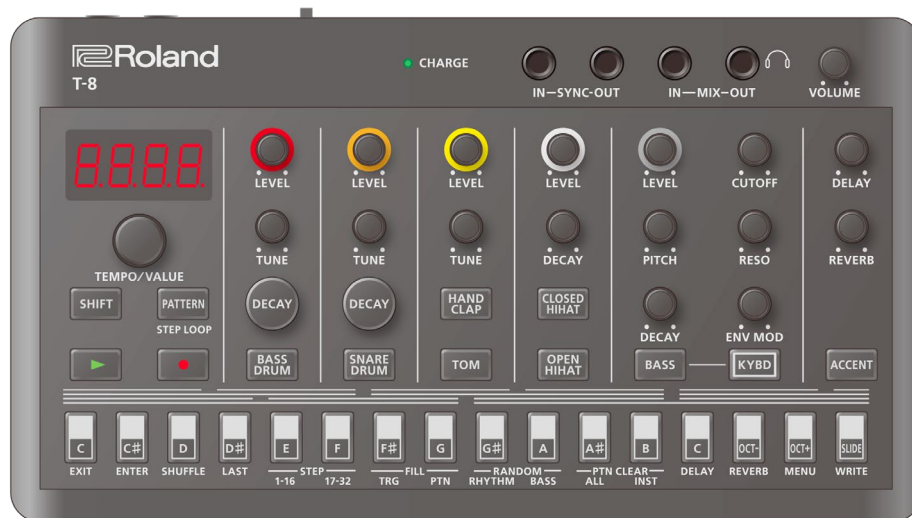 Roland
T-8
CHARGE
IN-SYNC-OUT
IN-MIX-OUT
VOLUME
8.8.8.8.
LEVEL LEVEL LEVEL LEVEL LEVEL CUTOFF DELAY
TUNE TUNE TUNE DECAY PITCH RESO REVERB
TEMPO/VALUE
SHIFT PATTERN DECAY DECAY HAND CLAP CLOSED HIHAT
STEP LOOP
DECAY ENV MOD
BASS DRUM SNARE DRUM TOM OPEN HIHAT BASS KYBD ACCENT
C C# D D# E F F# G G# A A# B C OCT- OCT+ SLIDE
EXIT ENTER SHUFFLE LAST STEP FILL RANDOM PTN CLEAR DELAY REVERB MENU WRITE
1-16 17-32 TRG PTN RHYTHM BASS ALL INST